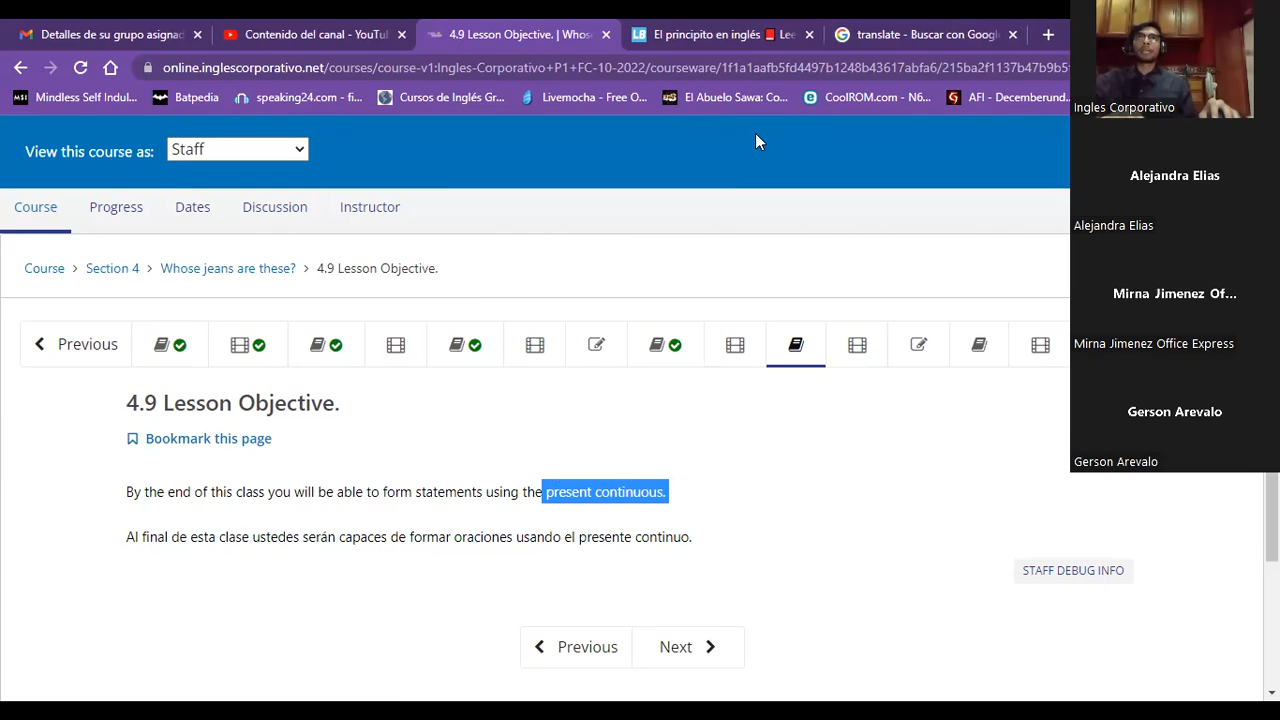 Detalles de su grupo asignad
Contenido del canal - YouTul
4.9 Lesson Objective. | Whos
El principito en inglés Lee
translate - Buscar con Googl
online.inglescorporativo.net/courses/course-v1:Ingles-Corporativo+P1+FC-10-2022/courseware/1f1a1aafb5fd4497b1248b43617abfa6/215ba2f1137b47b9b5
Mindless Self Indul...
Batpedia
speaking24.com - fi...
Cursos de Inglés Gr...
Livemocha - Free O...
El Abuelo Sawa: Co...
CoolROM.com - N6...
AFI - Decemberund...
View this course as: Staff
Course Progress Dates Discussion Instructor
Course > Section 4 > Whose jeans are these? > 4.9 Lesson Objective.
Previous
4.9 Lesson Objective.
Bookmark this page
By the end of this class you will be able to form statements using the present continuous.
Al final de esta clase ustedes serán capaces de formar oraciones usando el presente continuo.
STAFF DEBUG INFO
Previous Next
Ingles Corporativo
Alejandra Elias
Alejandra Elias
Mirna Jimenez Of...
Mirna Jimenez Office Express
Gerson Arevalo
Gerson Arevalo